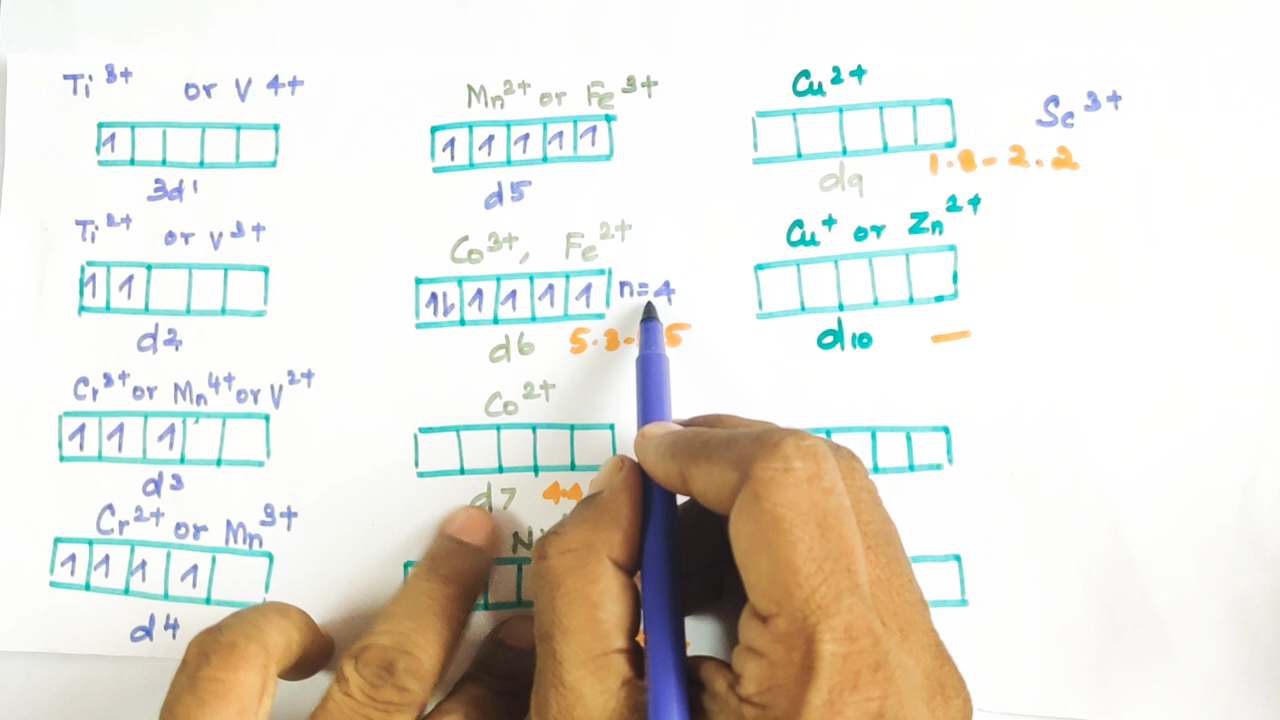 Ti3+ or V4+
1
3d1
Ti2+ or V3+
1 1
d2
Cr3+ or Mn4+ or V2+
1 1 1
d3
Cr2+ or Mn3+
1 1 1 1
d4
Mn2+ or Fe3+
1 1 1 1 1
d5
Co3+, Fe2+
1L 1 1 1 1 n=4
d6
Co2+
d7
Cu2+
d9 1.8-2.2
Cu+ or Zn2+
d10 —
Sc3+